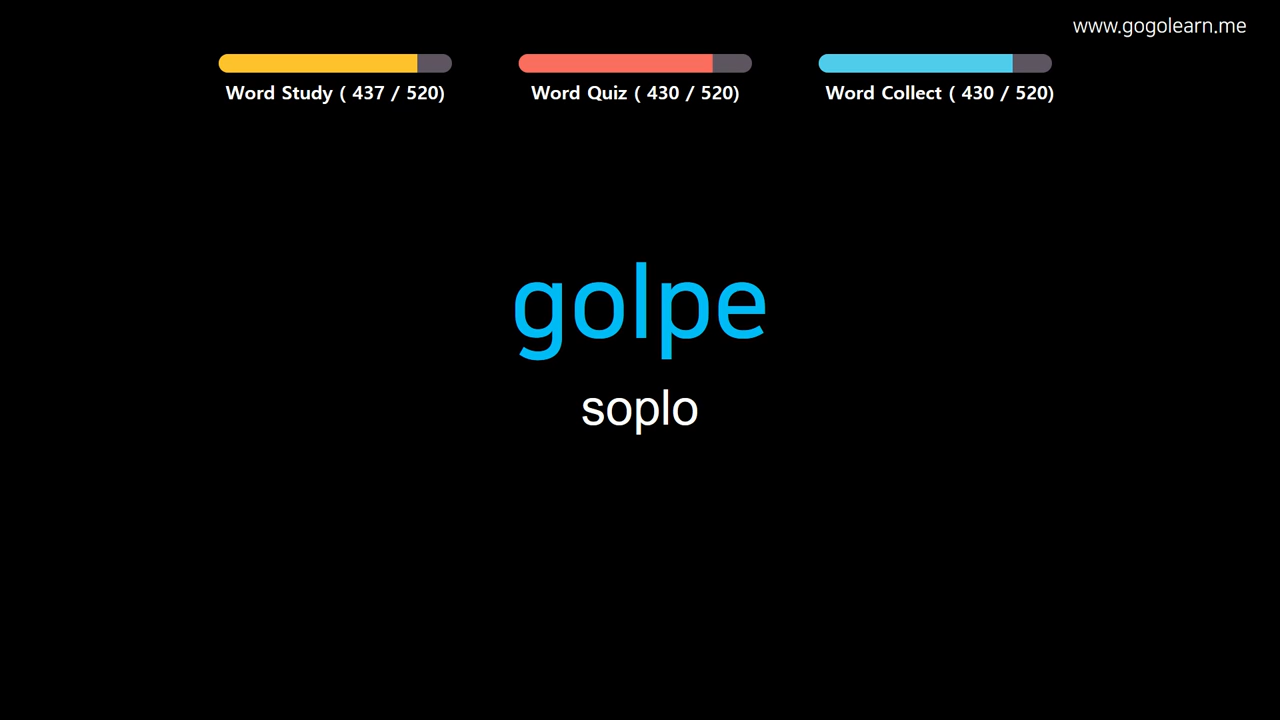 www.gogolearn.me
Word Study ( 437 / 520)
Word Quiz ( 430 / 520)
Word Collect ( 430 / 520)
golpe
soplo